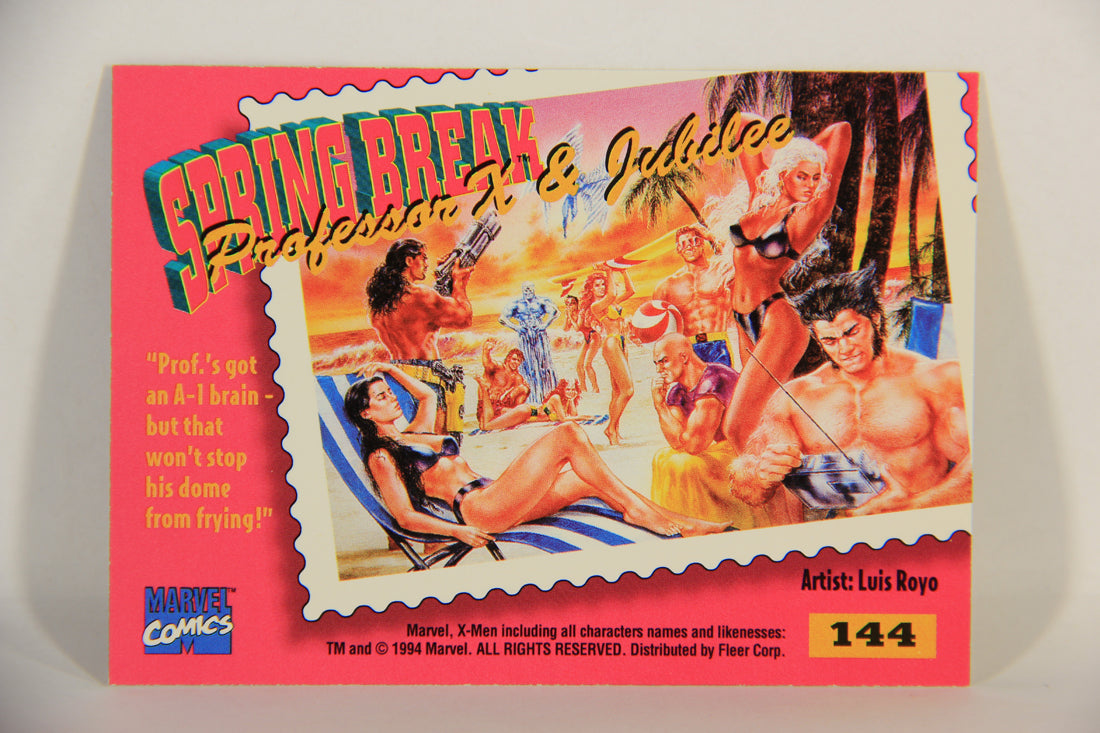 SPRING BREAK™
Professor X & Jubilee
"Prof.'s got
an A-1 brain -
but that
won't stop
his dome
from frying!"
MARVEL™
COMICS
M
Artist: Luis Royo
Marvel, X-Men including all characters names and likenesses:
TM and © 1994 Marvel. ALL RIGHTS RESERVED. Distributed by Fleer Corp.
144